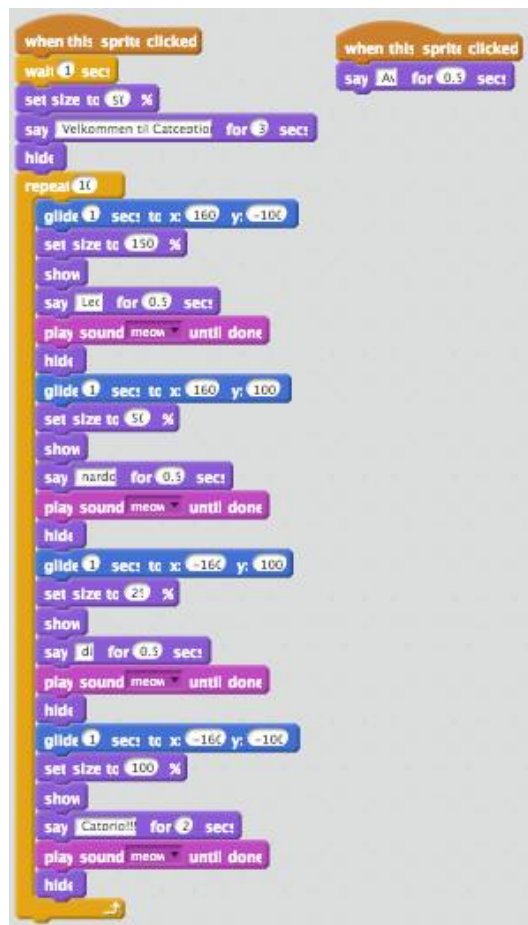 when this sprite clicked
wait 1 secs
set size to 50 %
say Velkommen til Catception for 3 secs
hide
repeat 10
glide 1 secs to x: 160 y: -100
set size to 150 %
show
say Leo for 0.5 secs
play sound meow until done
hide
glide 1 secs to x: 160 y: 100
set size to 50 %
show
say nardo for 0.5 secs
play sound meow until done
hide
glide 1 secs to x: -160 y: 100
set size to 25 %
show
say di for 0.5 secs
play sound meow until done
hide
glide 1 secs to x: -160 y: -100
set size to 100 %
show
say Catorio!!! for 2 secs
play sound meow until done
hide
when this sprite clicked
say for 0.5 secs